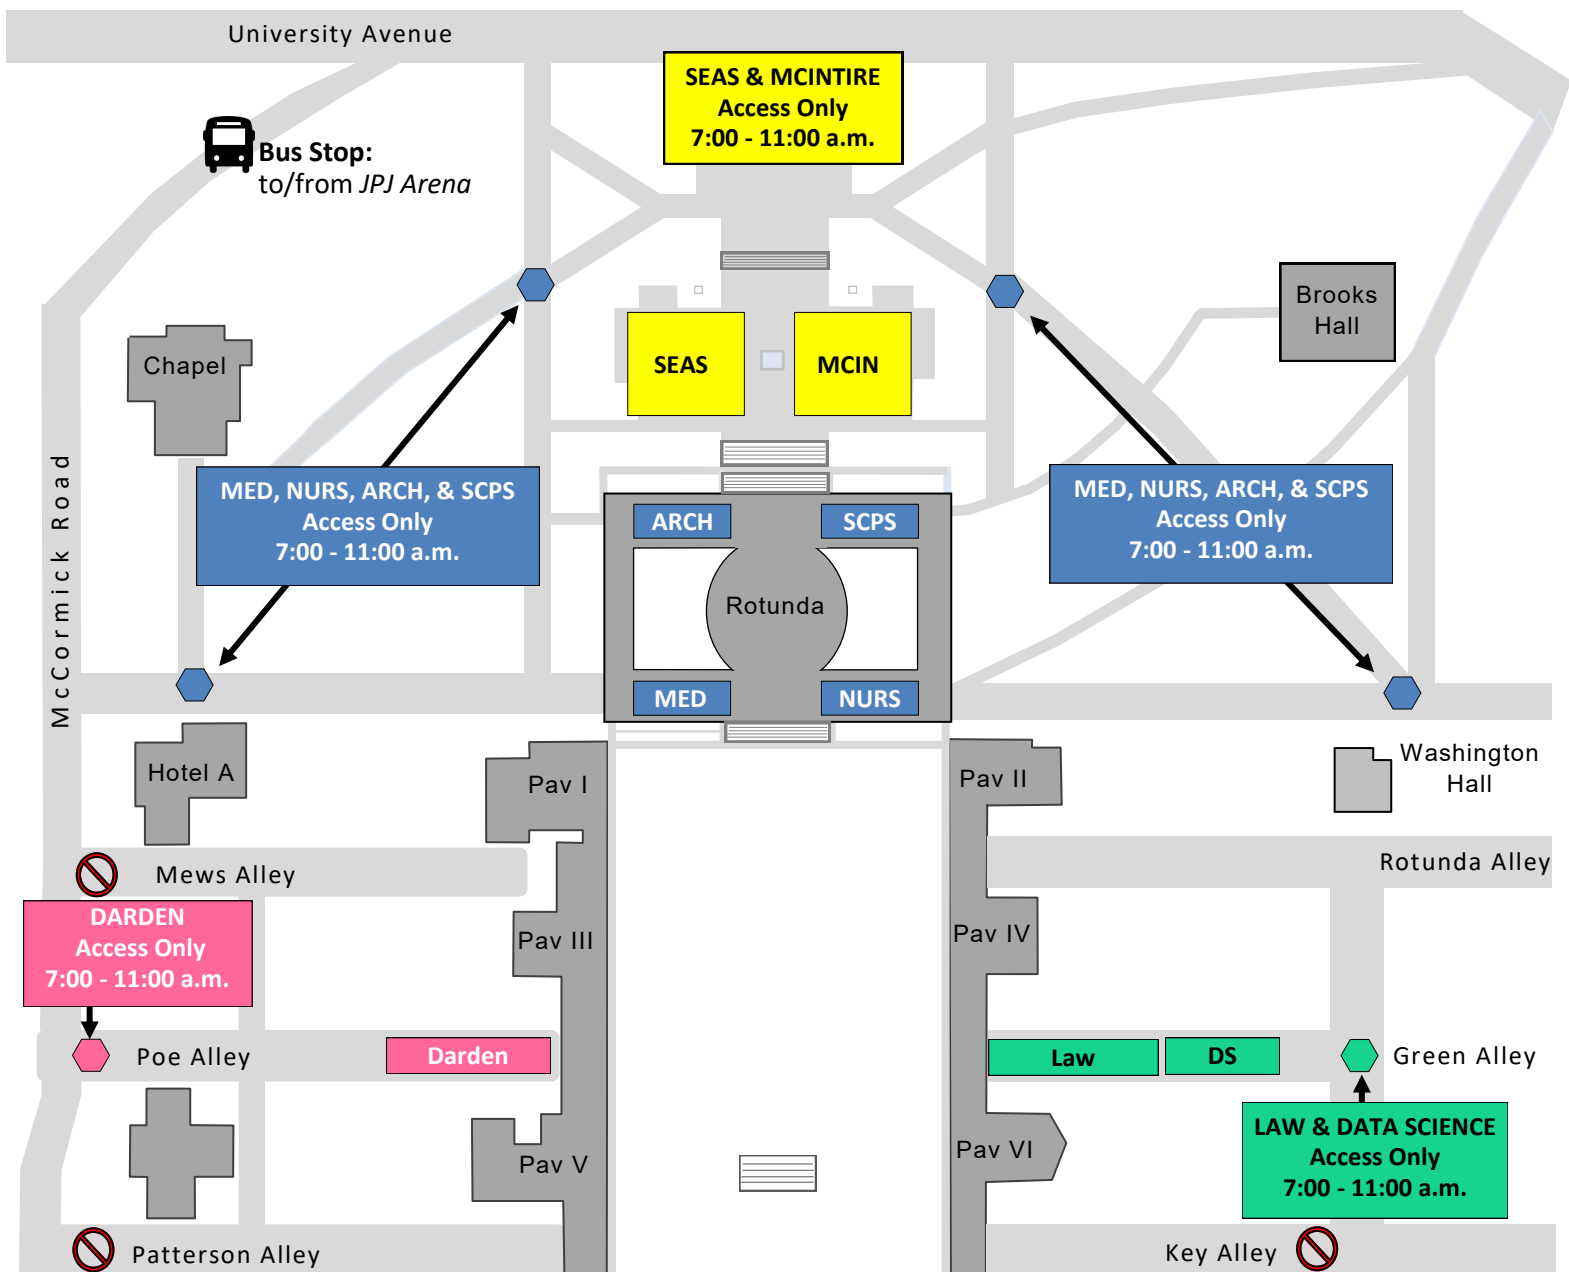 University Avenue
SEAS & MCINTIRE
Access Only
7:00 - 11:00 a.m.
Bus Stop:
to/from JPJ Arena
Brooks
Hall
Chapel
SEAS
MCIN
McCormick Road
MED, NURS, ARCH, & SCPS
Access Only
7:00 - 11:00 a.m.
MED, NURS, ARCH, & SCPS
Access Only
7:00 - 11:00 a.m.
ARCH
SCPS
Rotunda
MED
NURS
Hotel A
Pav I
Pav II
Washington
Hall
Mews Alley
Rotunda Alley
DARDEN
Access Only
7:00 - 11:00 a.m.
Pav III
Pav IV
Poe Alley
Darden
Law
DS
Green Alley
LAW & DATA SCIENCE
Access Only
7:00 - 11:00 a.m.
Pav V
Pav VI
Patterson Alley
Key Alley